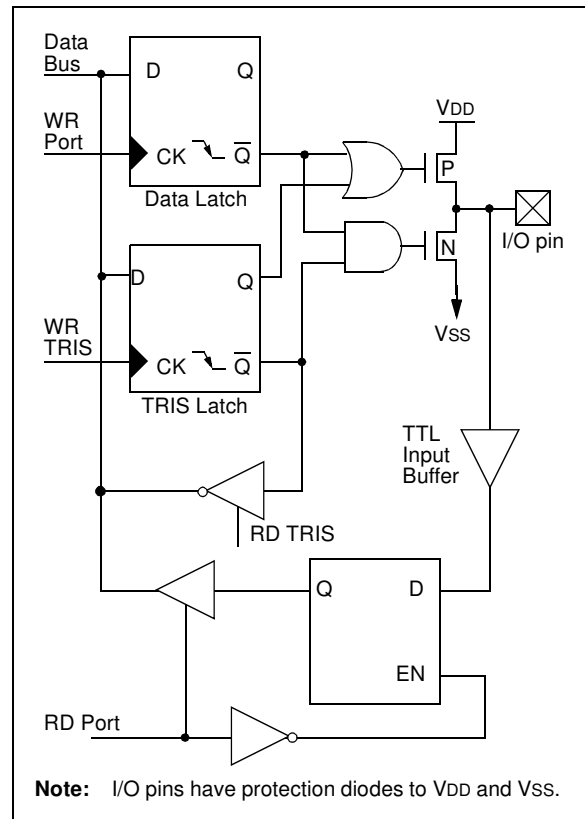 Data
Bus
D Q
WR
Port
CK Q
Data Latch
VDD
P
I/O pin
N
VSS
D Q
WR
TRIS
CK Q
TRIS Latch
TTL
Input
Buffer
RD TRIS
Q D
EN
RD Port
Note: I/O pins have protection diodes to VDD and VSS.